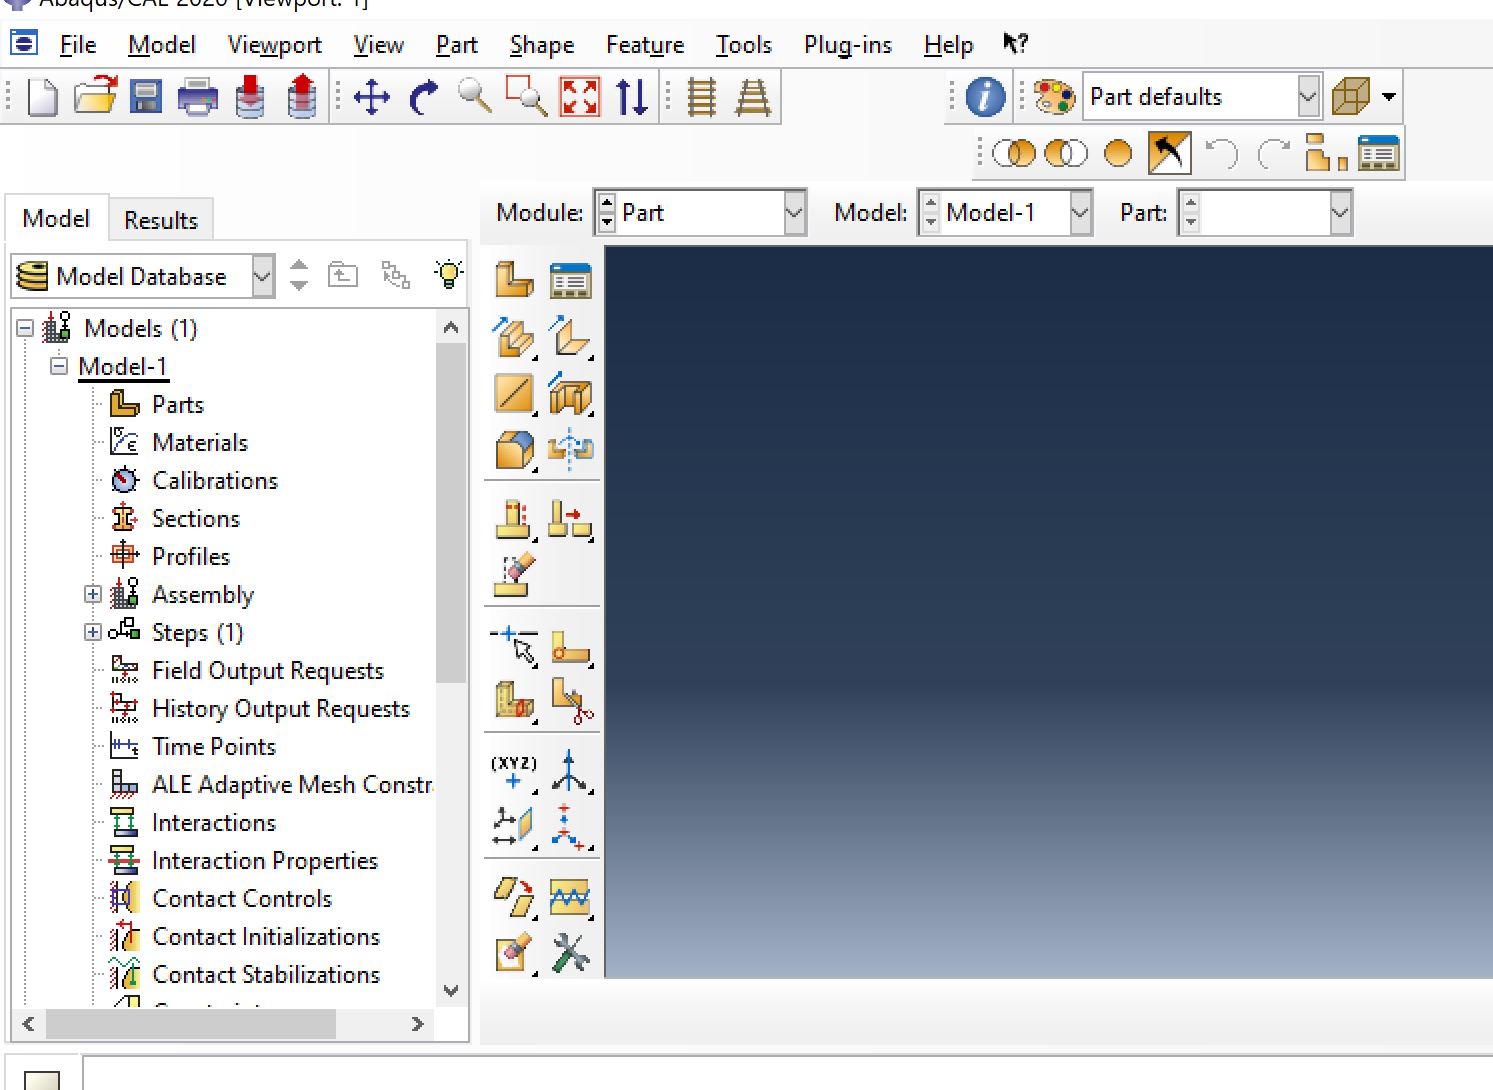 Abaqus/CAE 2020 [Viewport: 1]
File Model Viewport View Part Shape Feature Tools Plug-ins Help ?
i Part defaults
Model Results Module: Part Model: Model-1 Part:
Model Database
Models (1)
Model-1
Parts
Materials
Calibrations
Sections
Profiles
Assembly
Steps (1)
Field Output Requests
History Output Requests
Time Points
ALE Adaptive Mesh Constr
Interactions
Interaction Properties
(XYZ)
Contact Controls
Contact Initializations
Contact Stabilizations